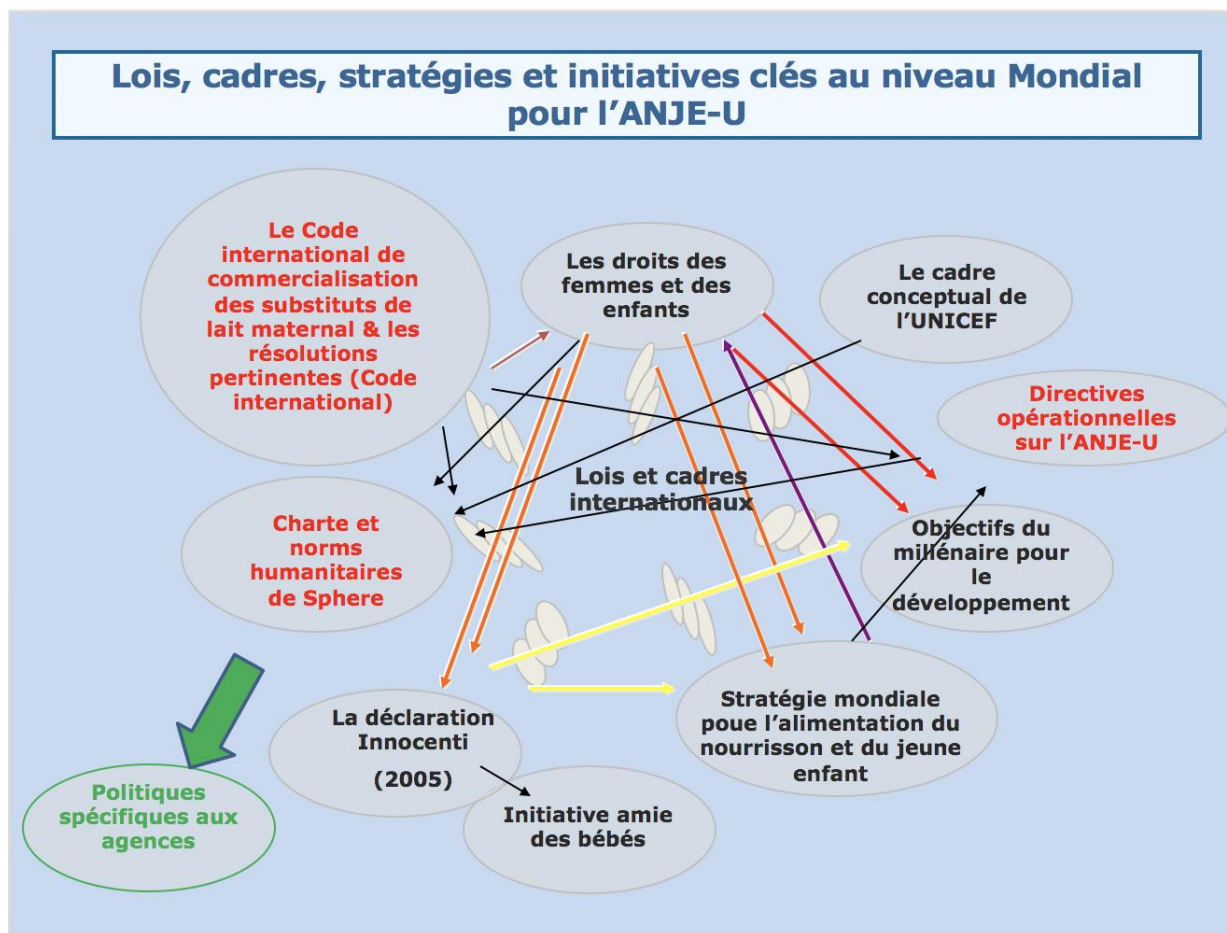 Lois, cadres, stratégies et initiatives clés au niveau Mondial
pour l’ANJE-U
Le Code
international de
commercialisation
des substituts de
lait maternal & les
résolutions
pertinentes (Code
international)
Les droits des
femmes et des
enfants
Le cadre
conceptual de
l’UNICEF
Directives
opérationnelles
sur l’ANJE-U
Lois et cadres
internationaux
Charte et
norms
humanitaires
de Sphere
Objectifs du
millénaire pour
le
développement
La déclaration
Innocenti
(2005)
Stratégie mondiale
poue l’alimentation du
nourrisson et du jeune
enfant
Politiques
spécifiques aux
agences
Initiative amie
des bébés